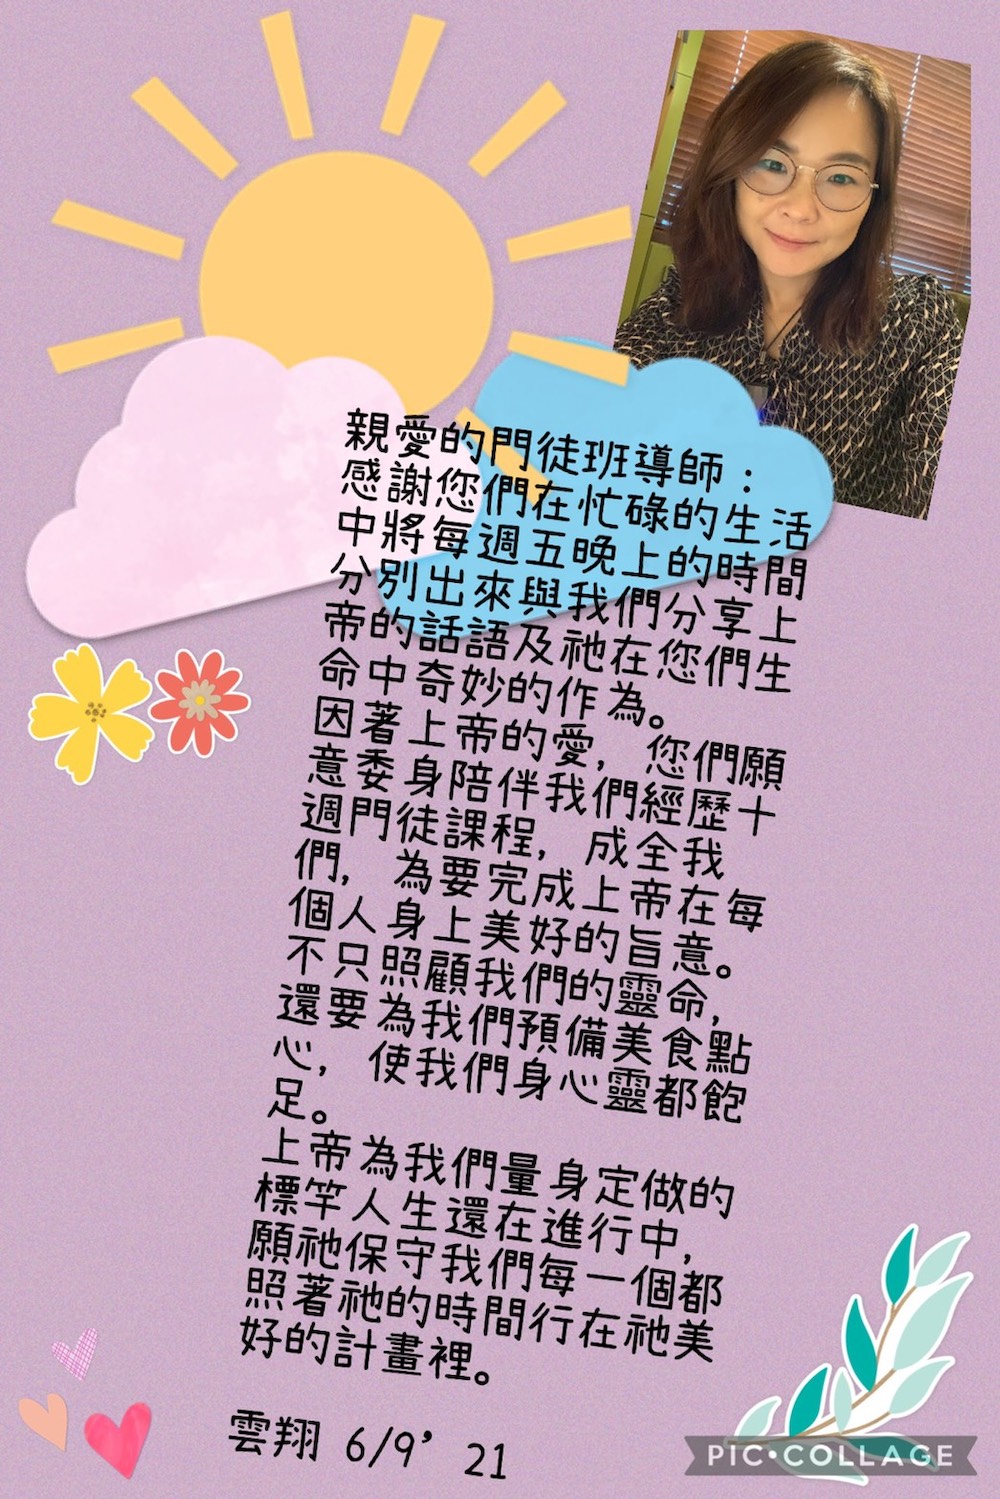 親愛的門徒班導師：
感謝您們在忙碌的生活
中將每週五晚上的時間
分別出來與我們分享上
帝的話語及祂在您們生
命中奇妙的作為。
因著上帝的愛，您們願
意委身陪伴我們經歷十
週門徒課程，成全我
們，為要完成上帝在每
個人身上美好的旨意。
不只照顧我們的靈命，
還要為我們預備美食點
心，使我們身心靈都飽
足。
上帝為我們量身定做的
標竿人生還在進行中，
願祂保守我們每一個都
照著祂的時間行在祂美
好的計畫裡。
雲翔 6/9’21
PIC•COLLAGE